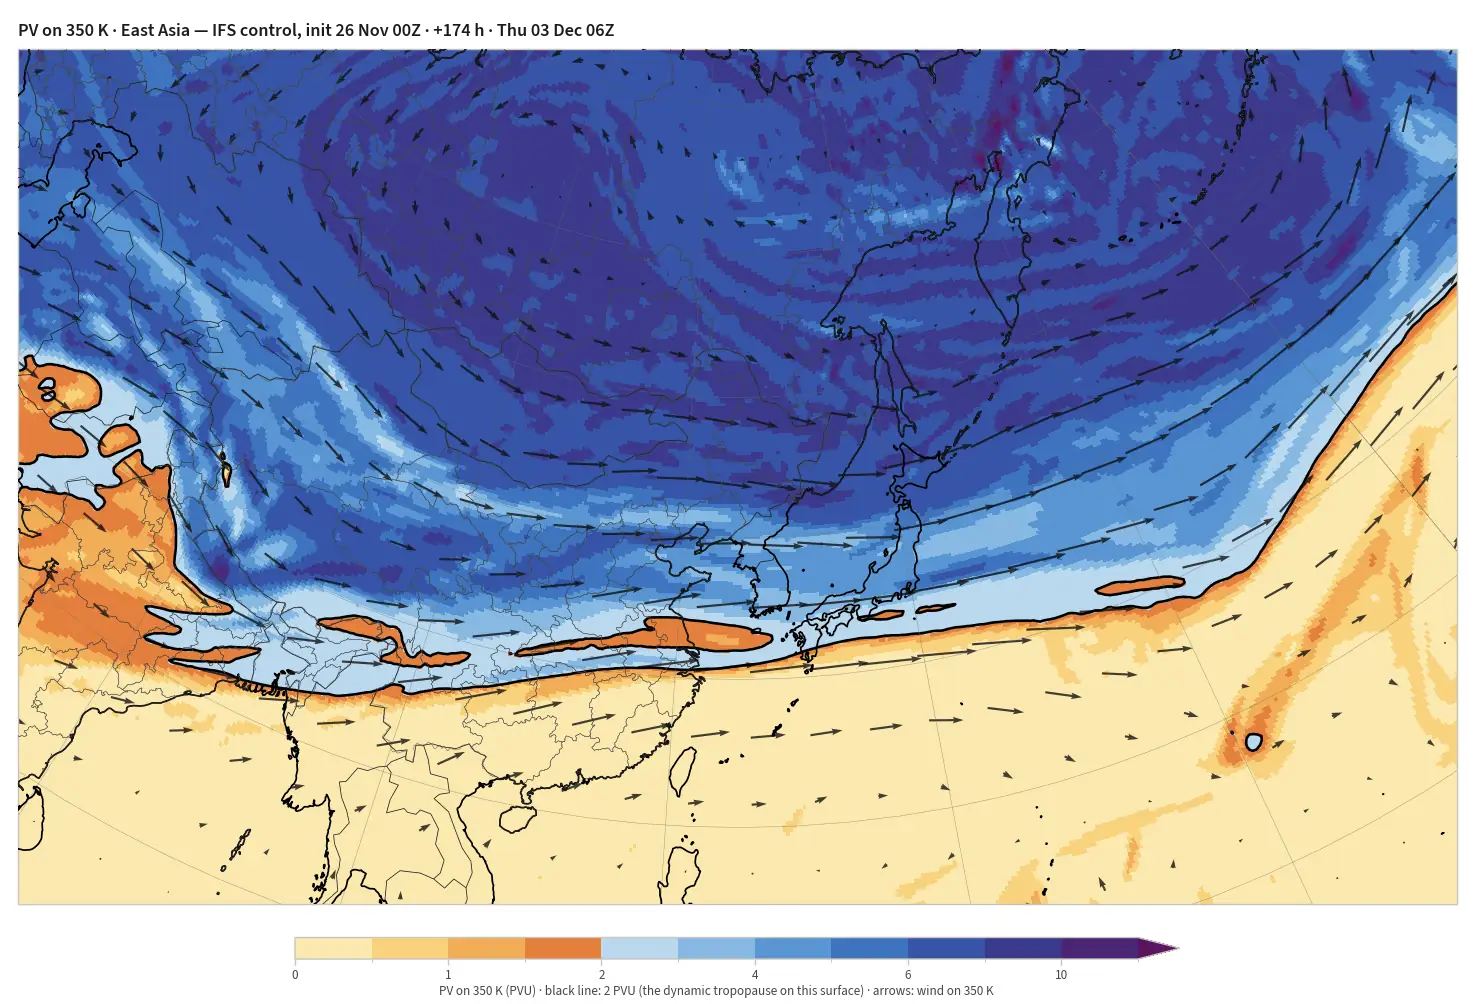 PV on 350 K · East Asia — IFS control, init 26 Nov 00Z · +174 h · Thu 03 Dec 06Z
0 1 2 4 6 10
PV on 350 K (PVU) · black line: 2 PVU (the dynamic tropopause on this surface) · arrows: wind on 350 K